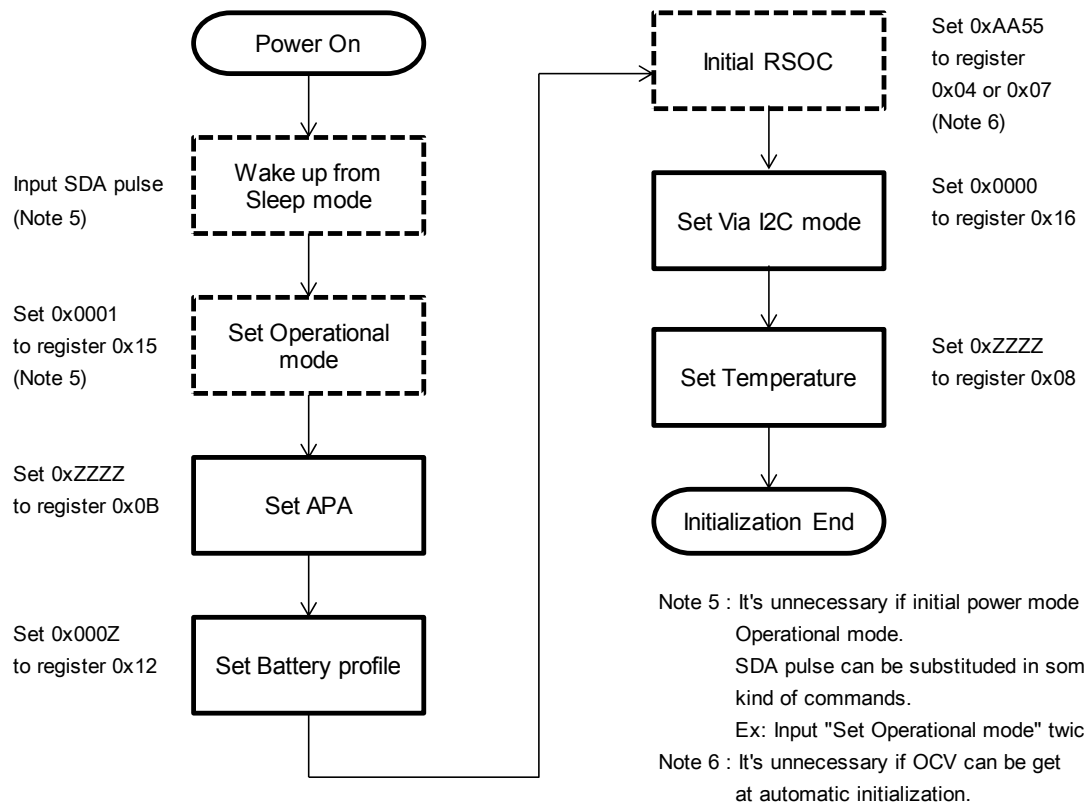 Power On
Input SDA pulse
(Note 5)
Wake up from
Sleep mode
Set 0x0001
to register 0x15
(Note 5)
Set Operational
mode
Set 0xZZZZ
to register 0x0B
Set APA
Set 0x000Z
to register 0x12
Set Battery profile
Initial RSOC
Set 0xAA55
to register
0x04 or 0x07
(Note 6)
Set Via I2C mode
Set 0x0000
to register 0x16
Set Temperature
Set 0xZZZZ
to register 0x08
Initialization End
Note 5 : It's unnecessary if initial power mode
Operational mode.
SDA pulse can be substituded in som
kind of commands.
Ex: Input "Set Operational mode" twic
Note 6 : It's unnecessary if OCV can be get
at automatic initialization.